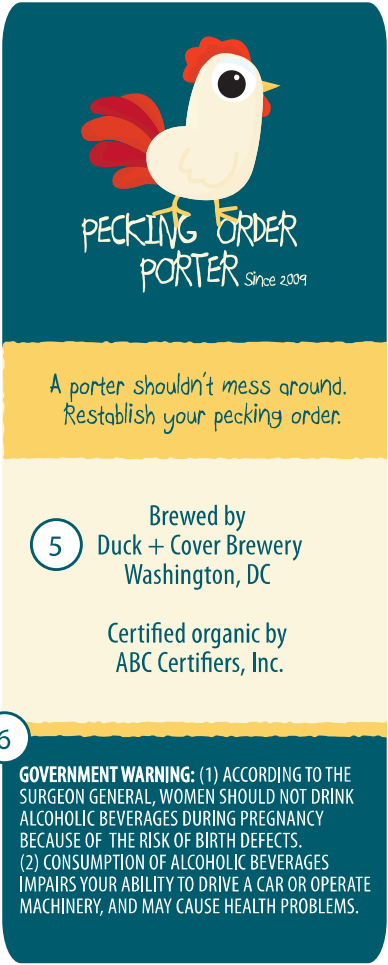 PECKING ORDER
PORTER Since 2009
A porter shouldn't mess around.
Restablish your pecking order.
Brewed by
5 Duck + Cover Brewery
Washington, DC
Certified organic by
ABC Certifiers, Inc.
6
GOVERNMENT WARNING: (1) ACCORDING TO THE
SURGEON GENERAL, WOMEN SHOULD NOT DRINK
ALCOHOLIC BEVERAGES DURING PREGNANCY
BECAUSE OF THE RISK OF BIRTH DEFECTS.
(2) CONSUMPTION OF ALCOHOLIC BEVERAGES
IMPAIRS YOUR ABILITY TO DRIVE A CAR OR OPERATE
MACHINERY, AND MAY CAUSE HEALTH PROBLEMS.